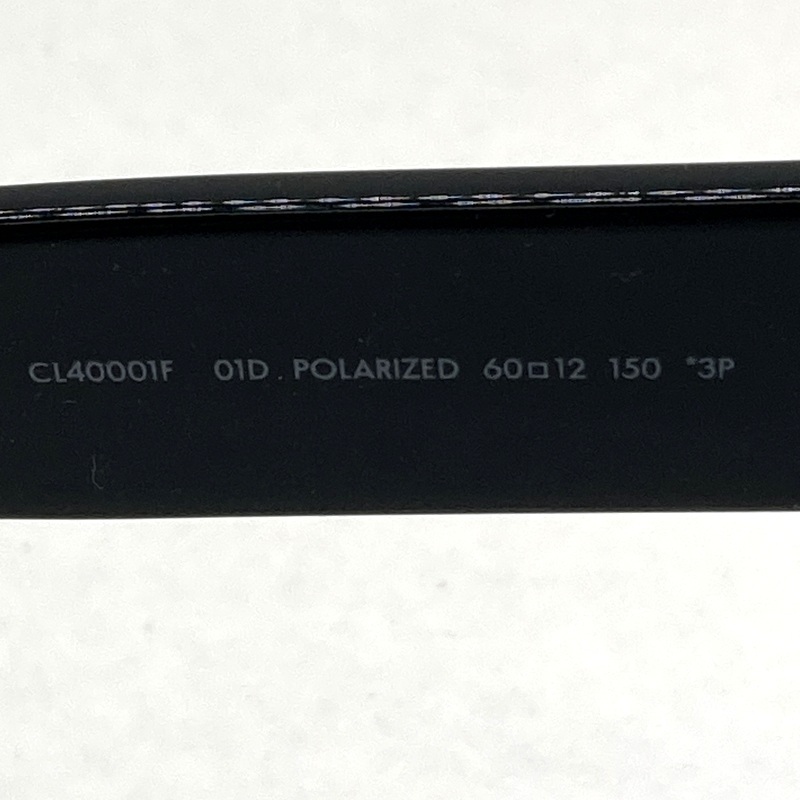 CL40001F 01D . POLARIZED 60□12 150 *3P